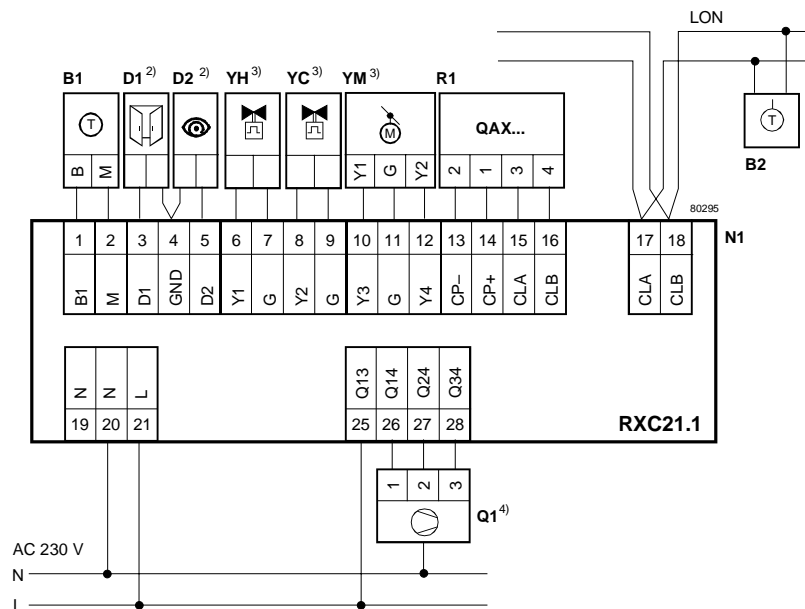 LON
B1 D1 2) D2 2) YH 3) YC 3) YM 3) R1
T
M
QAX...
T
B M Y1 G Y2 2 1 3 4
B2
80295
1 2 3 4 5 6 7 8 9 10 11 12 13 14 15 16 17 18 N1
B1 M D1 GND D2 Y1 G Y2 G Y3 G Y4 CP– CP+ CLA CLB CLA CLB
N N L Q13 Q14 Q24 Q34
19 20 21 25 26 27 28 RXC21.1
1 2 3
Q1 4)
AC 230 V
N
L